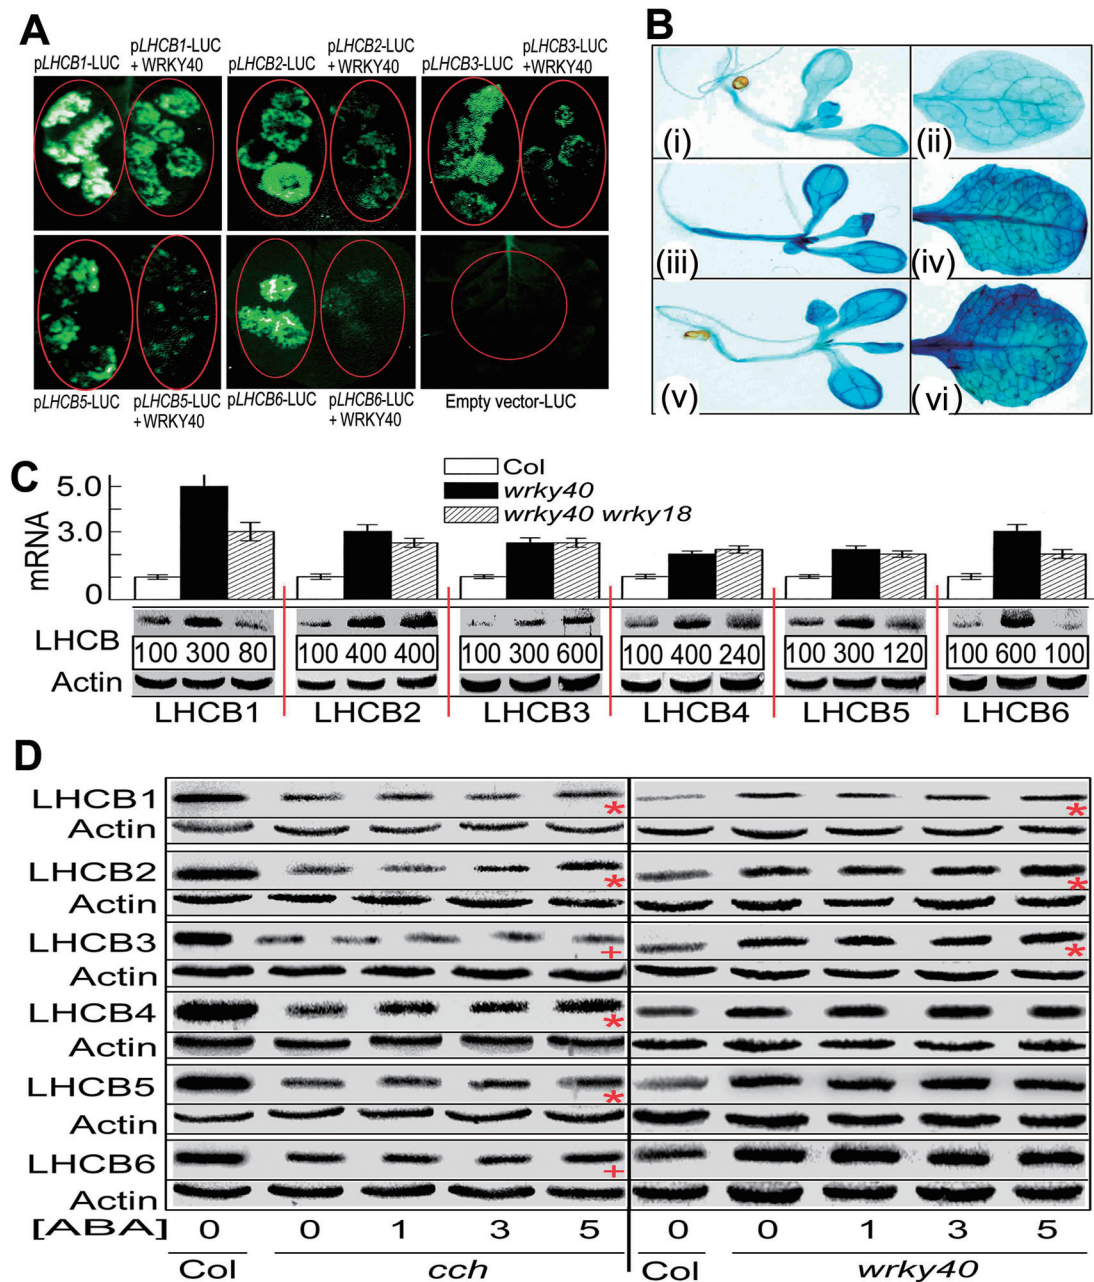 A
pLHCB1-LUC
pLHCB1-LUC
+ WRKY40
pLHCB2-LUC
pLHCB2-LUC
+WRKY40
pLHCB3-LUC
pLHCB3-LUC
+WRKY40
pLHCB5-LUC
pLHCB5-LUC
+WRKY40
pLHCB6-LUC
pLHCB6-LUC
+WRKY40
Empty vector-LUC
B
(i)
(ii)
(iii)
(iv)
(v)
(vi)
C
Col
wrky40
wrky40 wrky18
mRNA
5.0
3.0
0
LHCB
100 300 80
100 400 400
100 300 600
100 400 240
100 300 120
100 600 100
Actin
LHCB1
LHCB2
LHCB3
LHCB4
LHCB5
LHCB6
D
LHCB1
*
*
Actin
LHCB2
*
*
Actin
LHCB3
+
*
Actin
LHCB4
*
Actin
LHCB5
*
Actin
LHCB6
+
Actin
[ABA] 0 0 1 3 5 0 0 1 3 5
Col cch Col wrky40